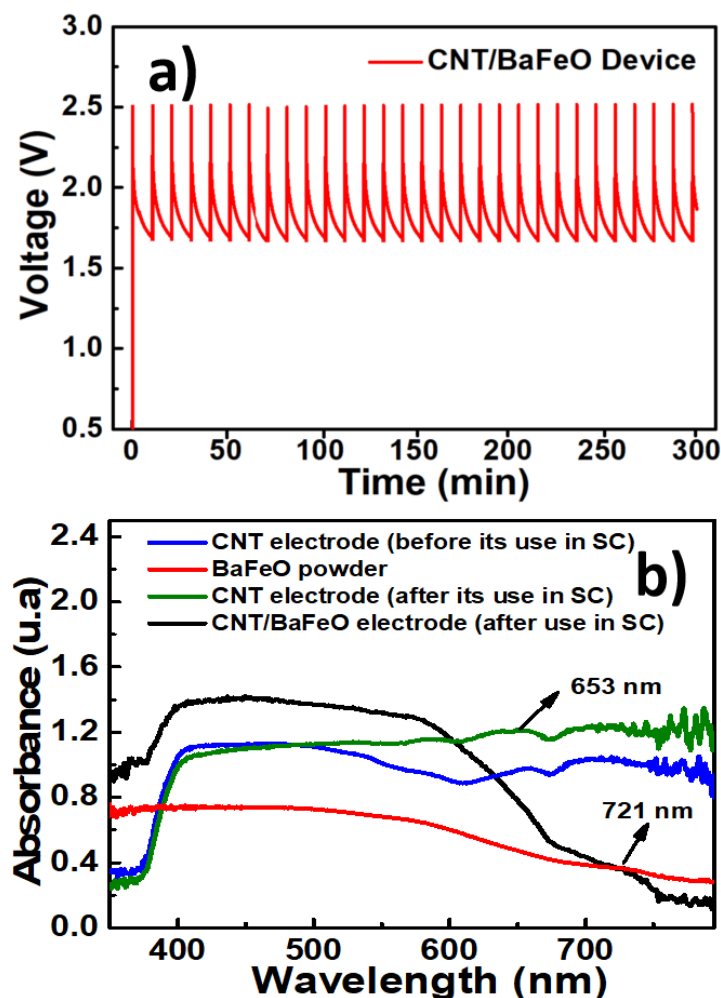 a)
CNT/BaFeO Device
3.0
2.5
2.0
1.5
1.0
0.5
Voltage (V)
0 50 100 150 200 250 300
Time (min)
b)
CNT electrode (before its use in SC)
BaFeO powder
CNT electrode (after its use in SC)
CNT/BaFeO electrode (after use in SC)
653 nm
721 nm
2.4
2.0
1.6
1.2
0.8
0.4
0.0
Absorbance (u.a)
400 500 600 700
Wavelength (nm)